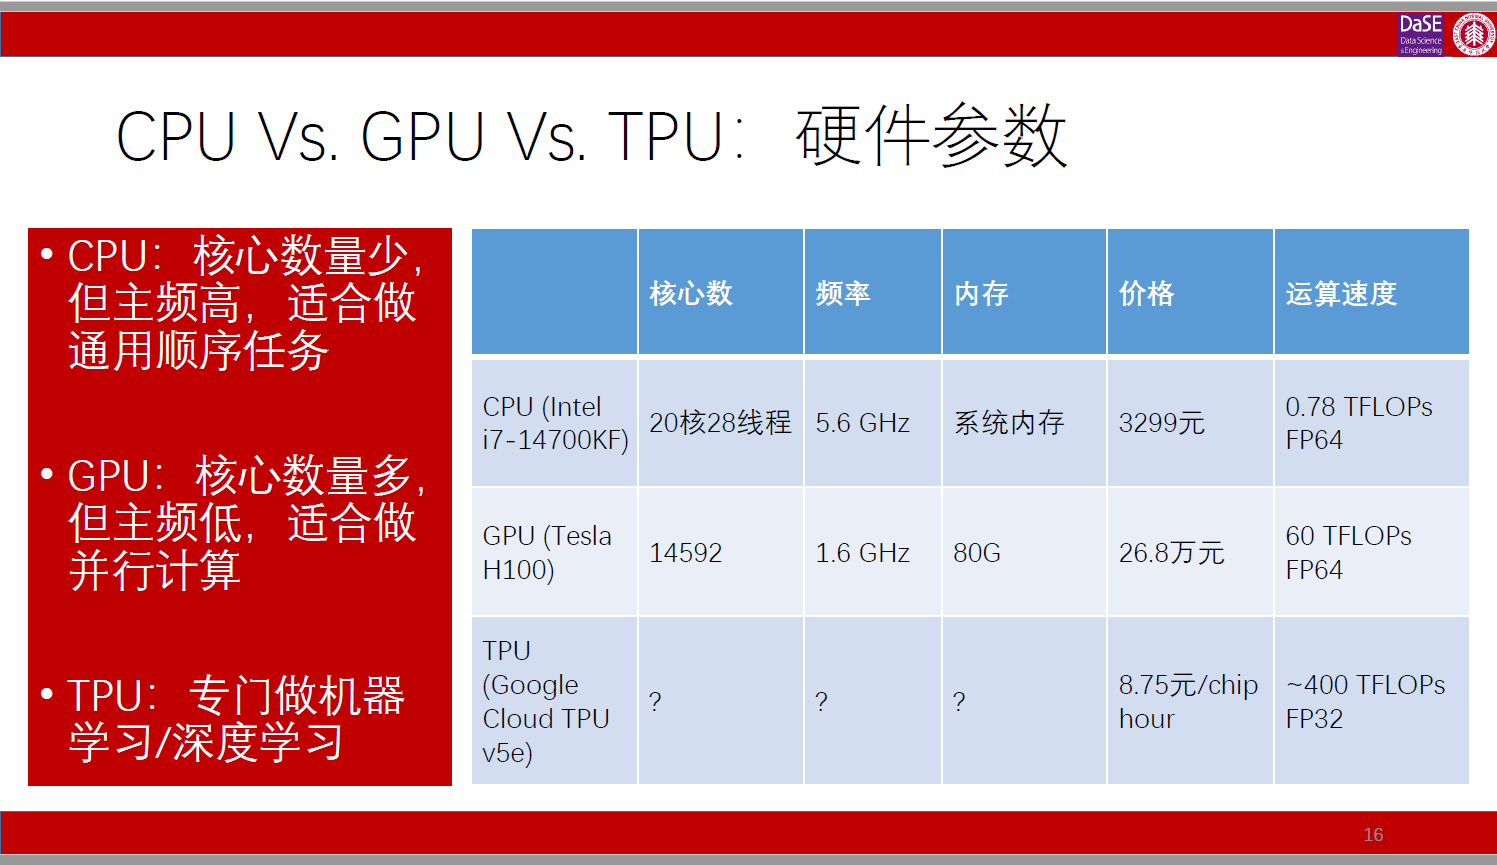 DaSE
Data Science
& Engineering
CPU Vs. GPU Vs. TPU： 硬件参数
• CPU： 核心数量少，
但主频高， 适合做
通用顺序任务
• GPU： 核心数量多，
但主频低， 适合做
并行计算
• TPU： 专门做机器
学习/深度学习
核心数 频率 内存 价格 运算速度
CPU (Intel
i7-14700KF)
20核28线程
5.6 GHz
系统内存
3299元
0.78 TFLOPs
FP64
GPU (Tesla
H100)
14592
1.6 GHz
80G
26.8万元
60 TFLOPs
FP64
TPU
(Google
Cloud TPU
v5e)
?
?
?
8.75元/chip
hour
~400 TFLOPs
FP32
16